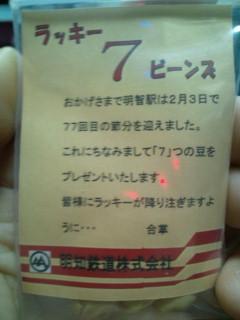 ラッキー
7 ビーンズ
おかげさまで明智駅は2月3日で
77回目の節分を迎えました。
これにちなみまして「7」つの豆を
プレゼントいたします。
皆様にラッキーが降り注ぎますよ
うに… 合掌
明知鉄道株式会社